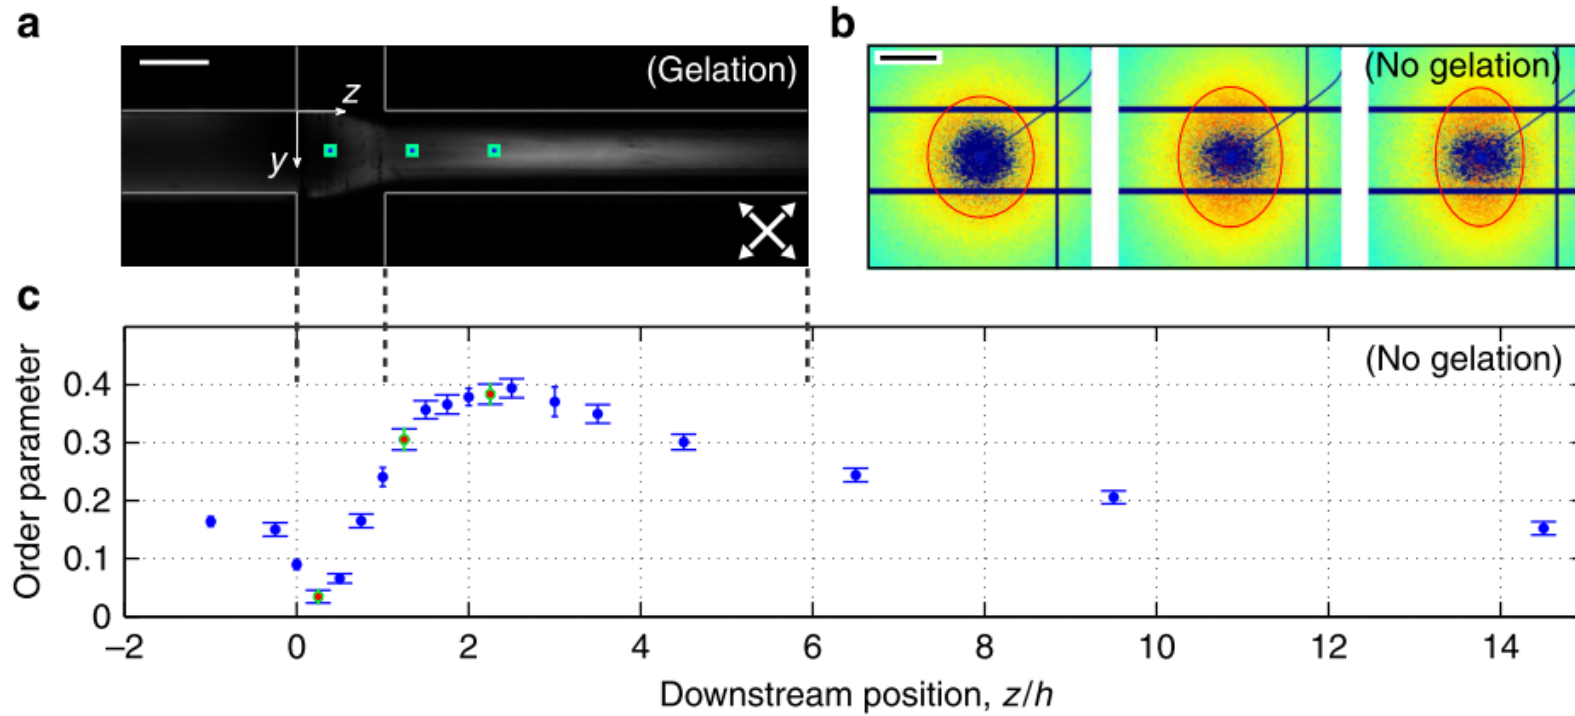 a
(Gelation)
z
y
b
(No gelation)
c
(No gelation)
Order parameter
0.4
0.3
0.2
0.1
0
−2 0 2 4 6 8 10 12 14
Downstream position, z/h